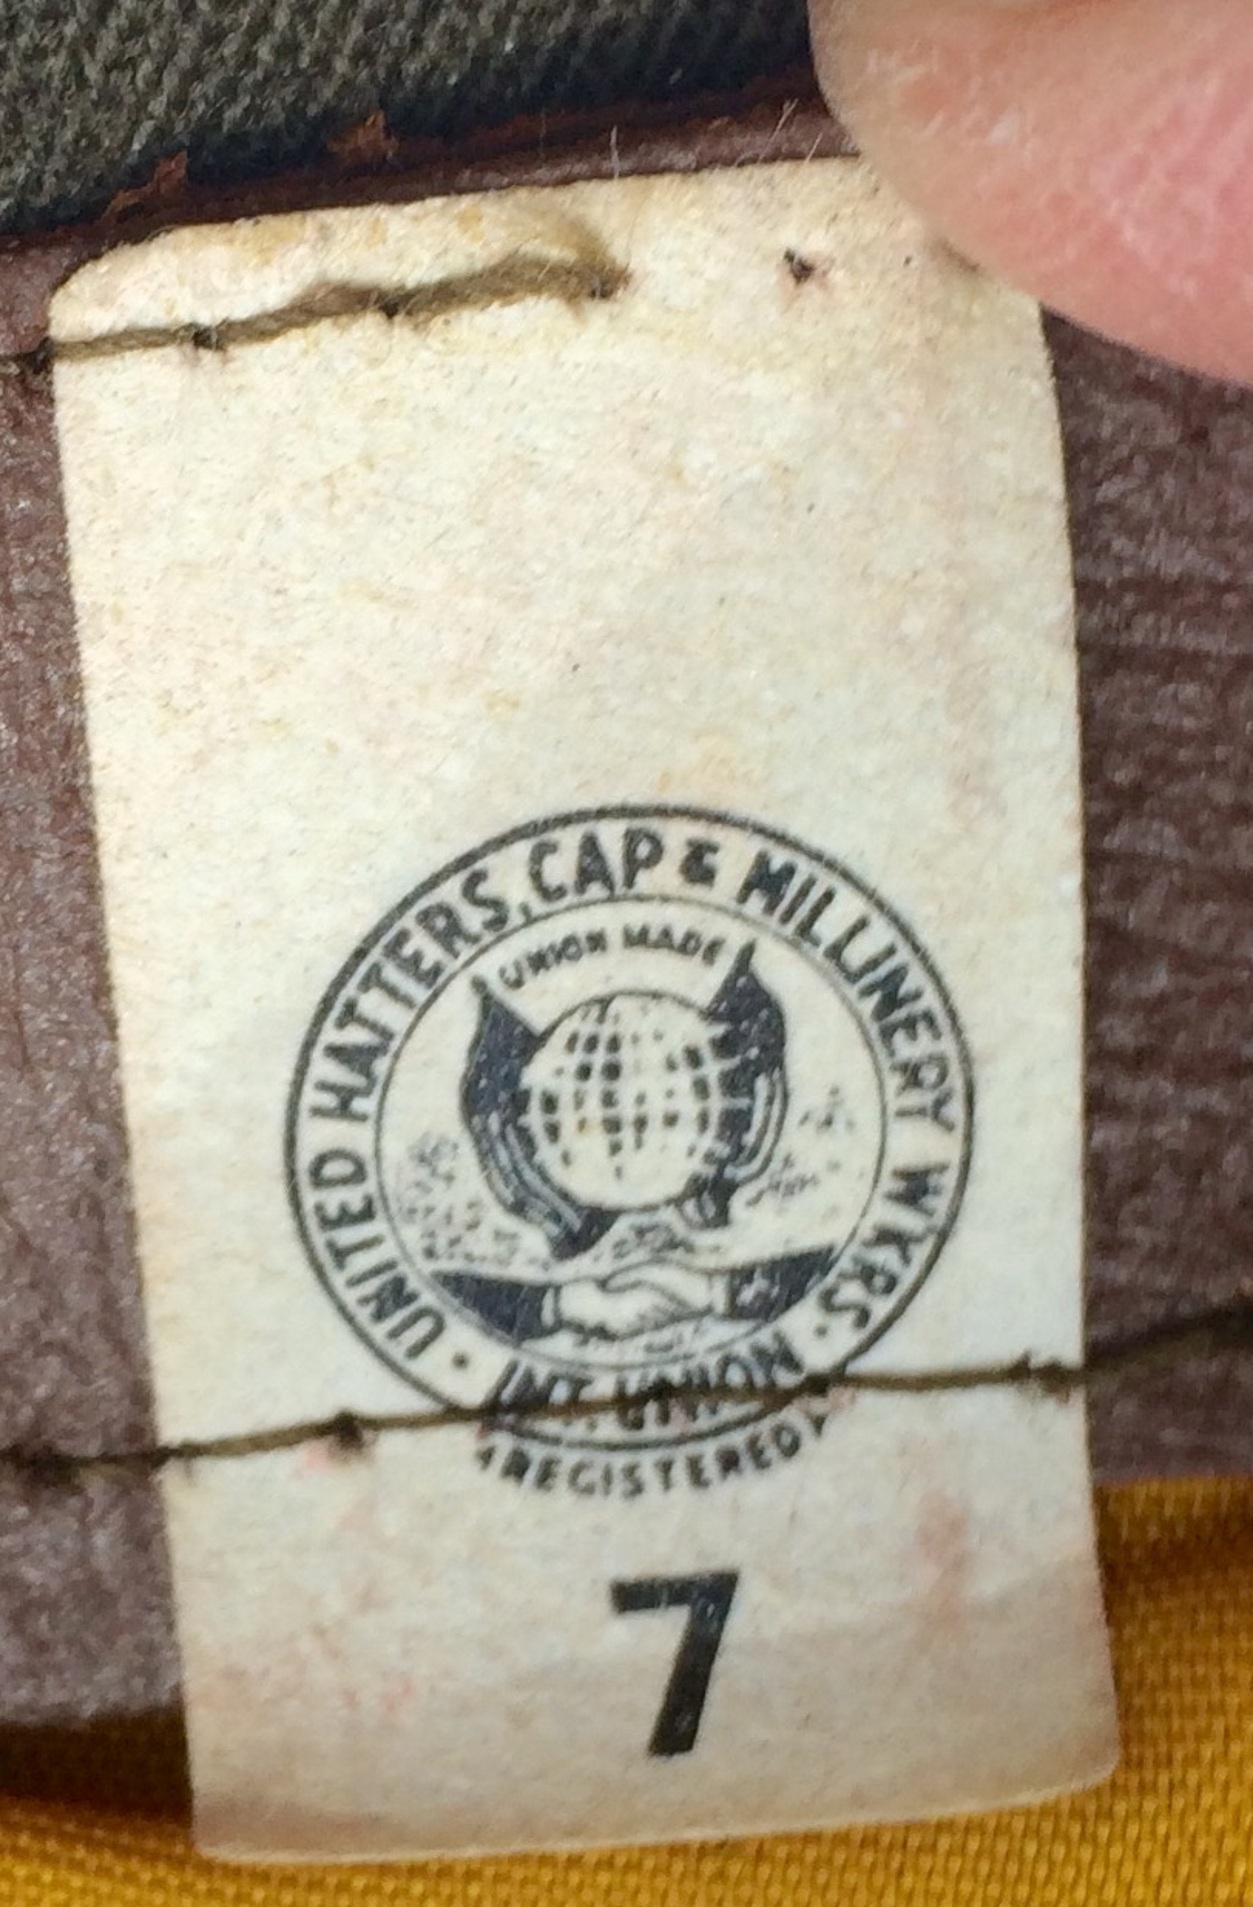 UNITED HATTERS, CAP & MILLINERY WKRS.
UNION MADE
INT. UNION
REGISTERED
7